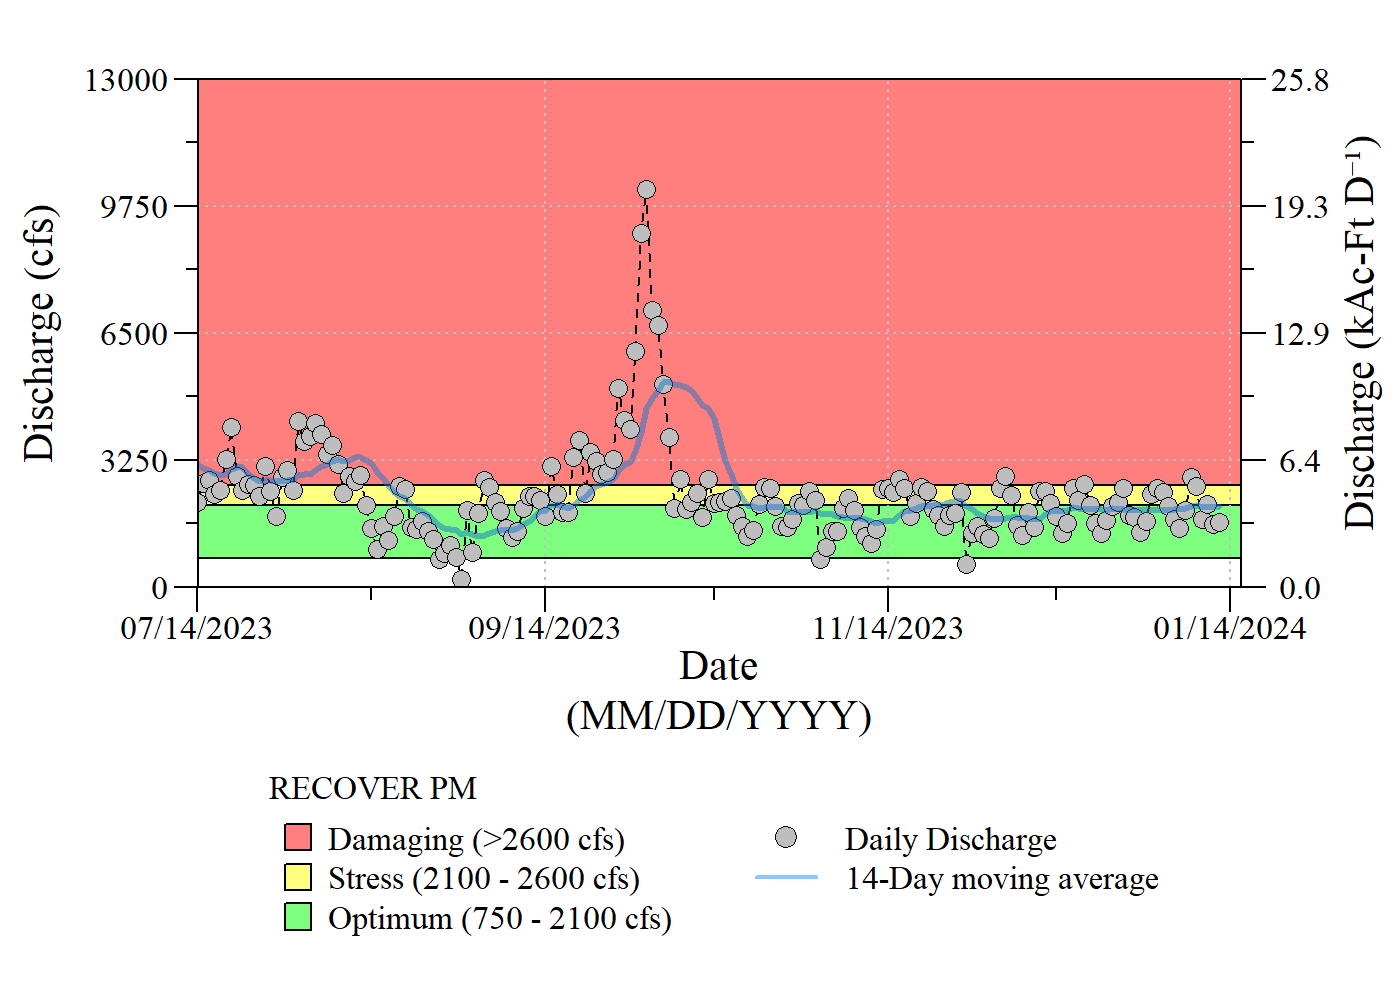 13000
9750
6500
3250
0
Discharge (cfs)
25.8
19.3
12.9
6.4
0.0
Discharge (kAc-Ft D⁻¹)
07/14/2023 09/14/2023 11/14/2023 01/14/2024
Date
(MM/DD/YYYY)
RECOVER PM
Damaging (>2600 cfs)
Stress (2100 - 2600 cfs)
Optimum (750 - 2100 cfs)
Daily Discharge
14-Day moving average